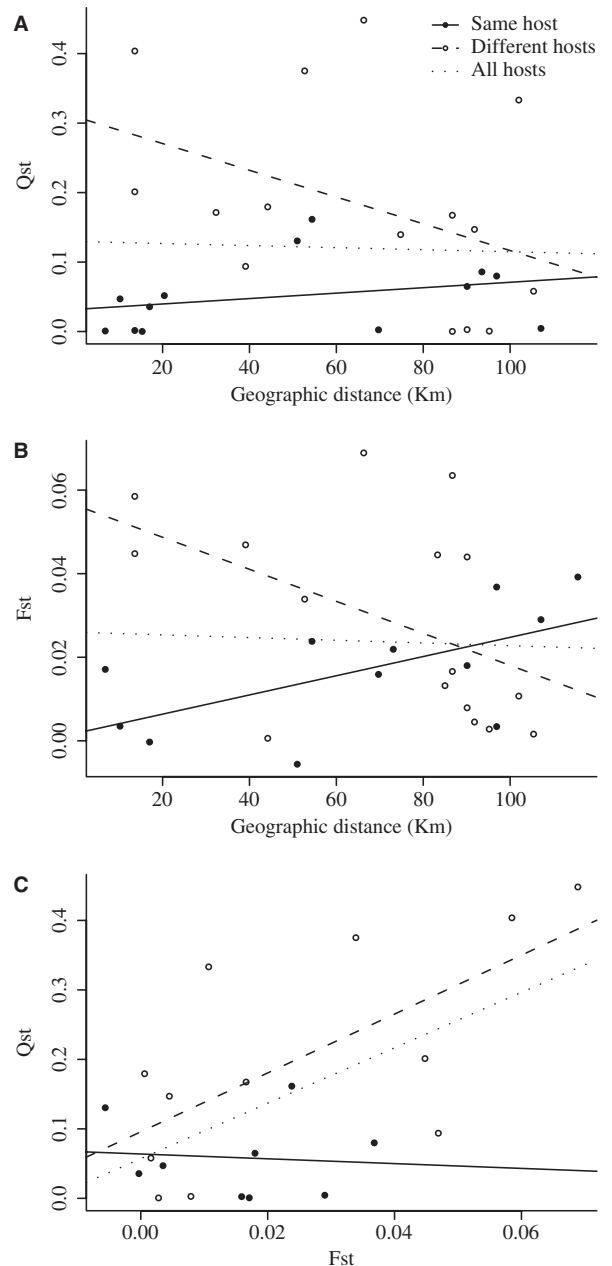 A
Same host
Different hosts
All hosts
0.4
0.3
0.2
0.1
0.0
Qst
20 40 60 80 100
Geographic distance (Km)
B
0.06
0.04
0.02
0.00
Fst
20 40 60 80 100
Geographic distance (Km)
C
0.4
0.3
0.2
0.1
0.0
Qst
0.00 0.02 0.04 0.06
Fst